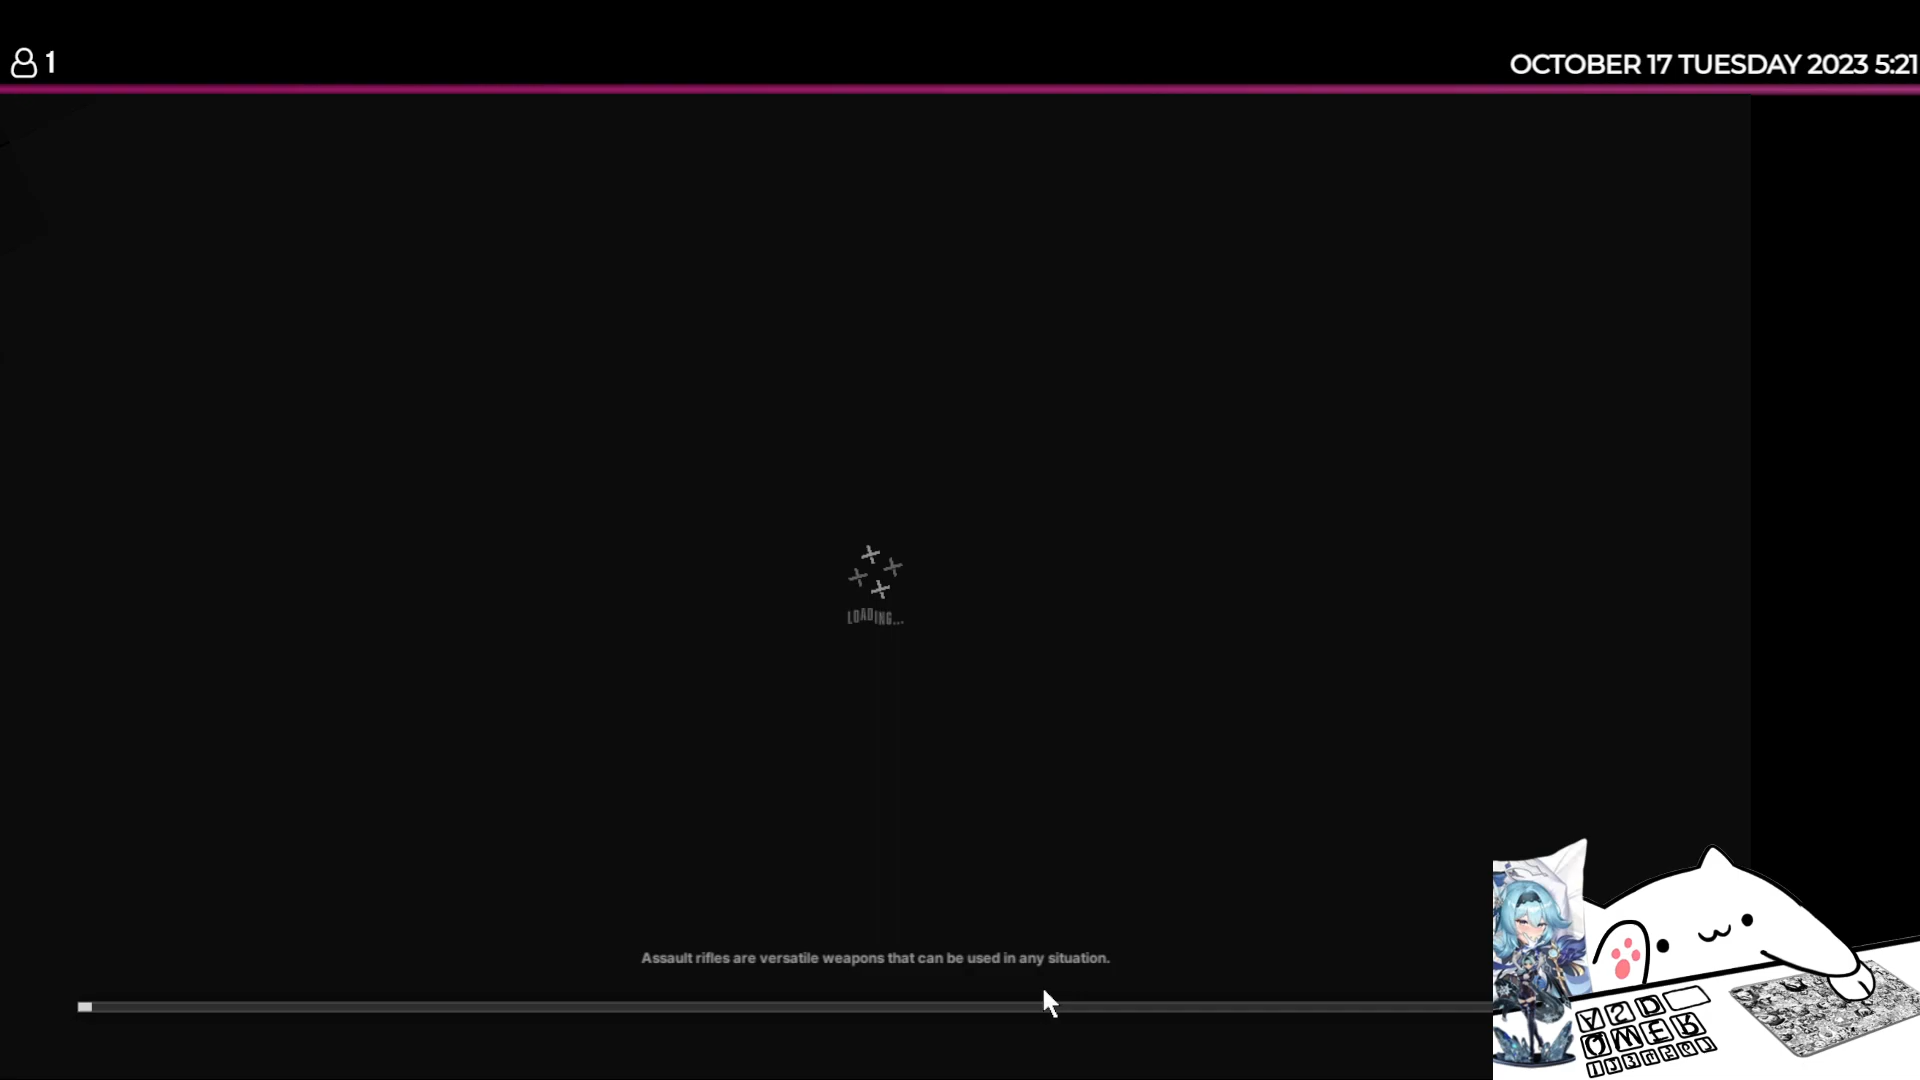 1
OCTOBER 17 TUESDAY 2023 5:21
LOADING...
Assault rifles are versatile weapons that can be used in any situation.